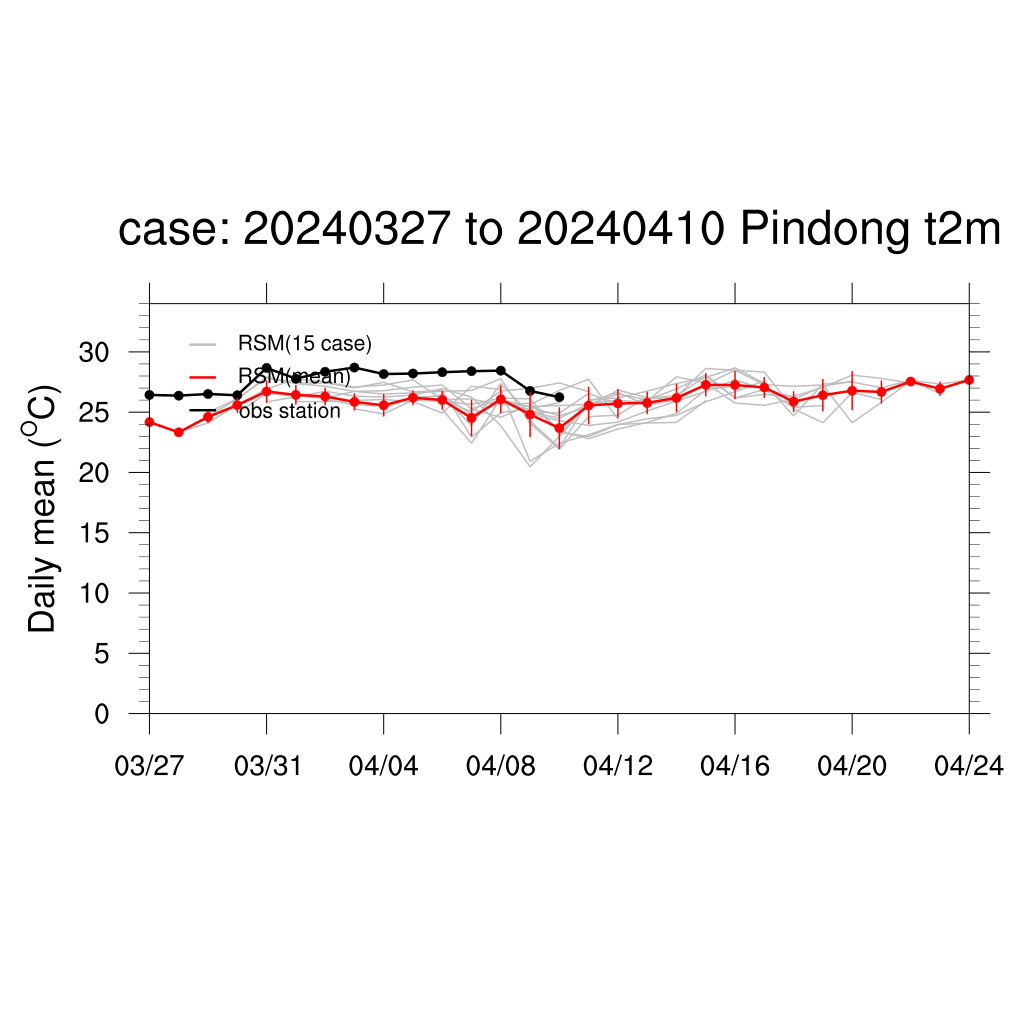 case: 20240327 to 20240410 Pindong t2m
RSM(15 case)
RSM(mean)
obs station
Daily mean (°C)
30
25
20
15
10
5
0
03/27 03/31 04/04 04/08 04/12 04/16 04/20 04/24